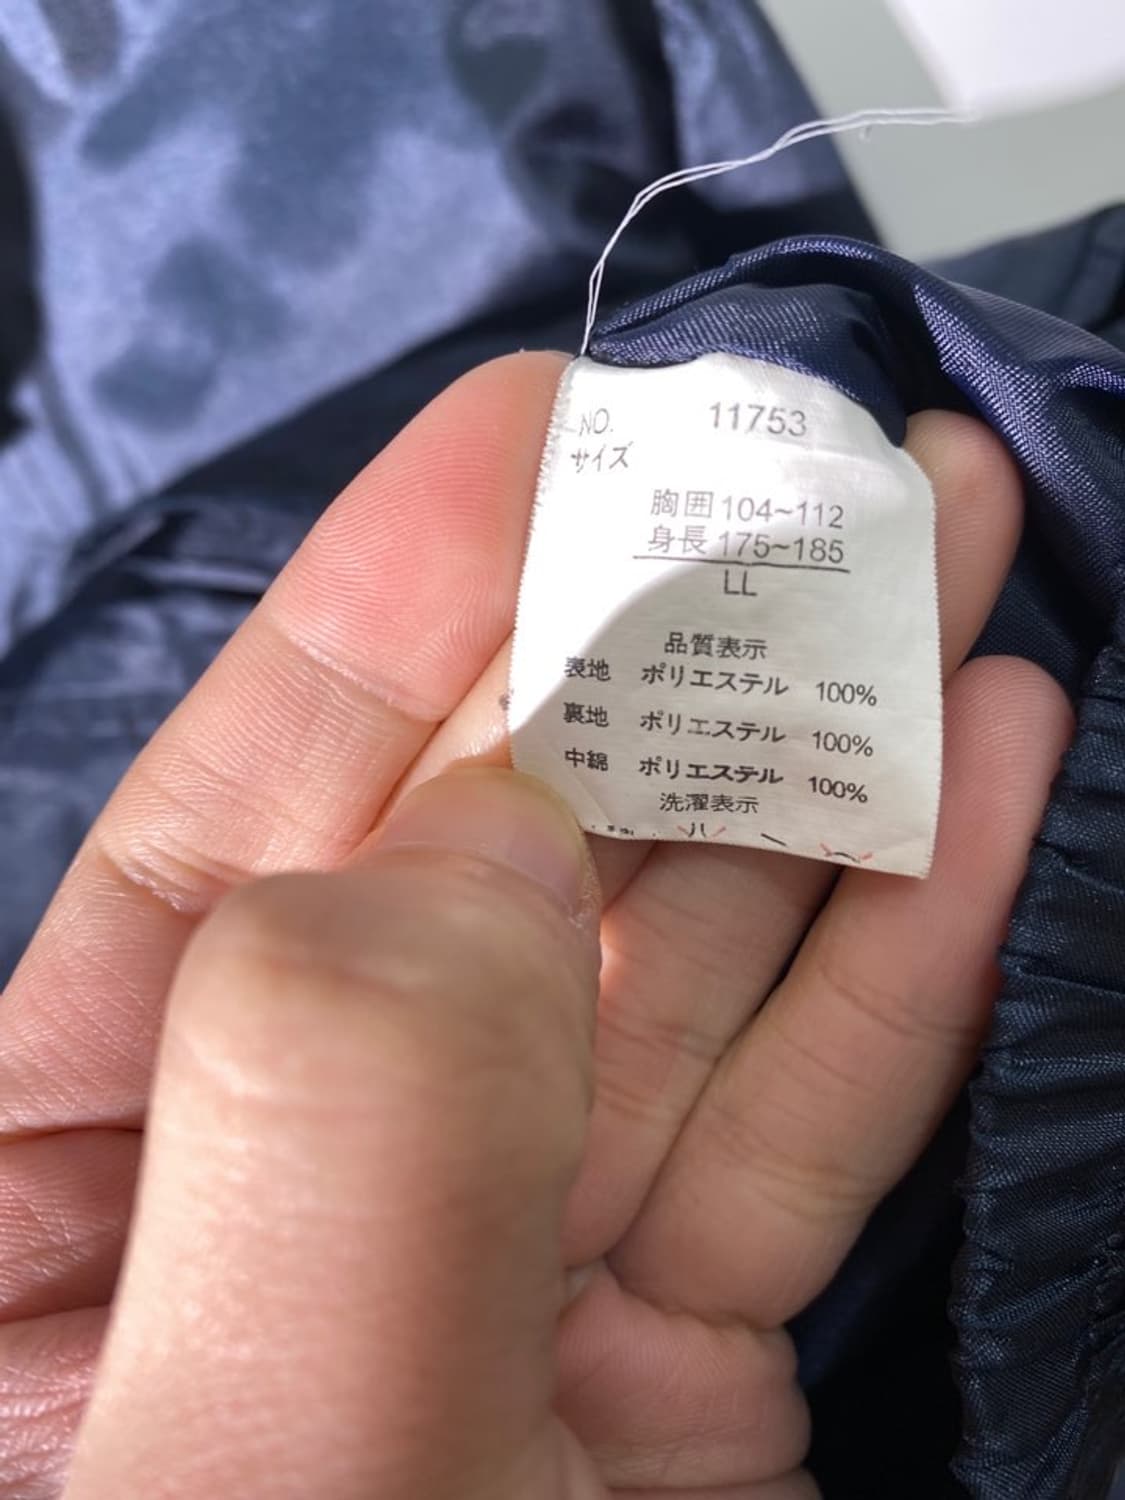 NO. 11753
サイズ
胸囲 104~112
身長 175~185
LL
品質表示
表地 ポリエステル 100%
裏地 ポリエステル 100%
中綿 ポリエステル 100%
洗濯表示